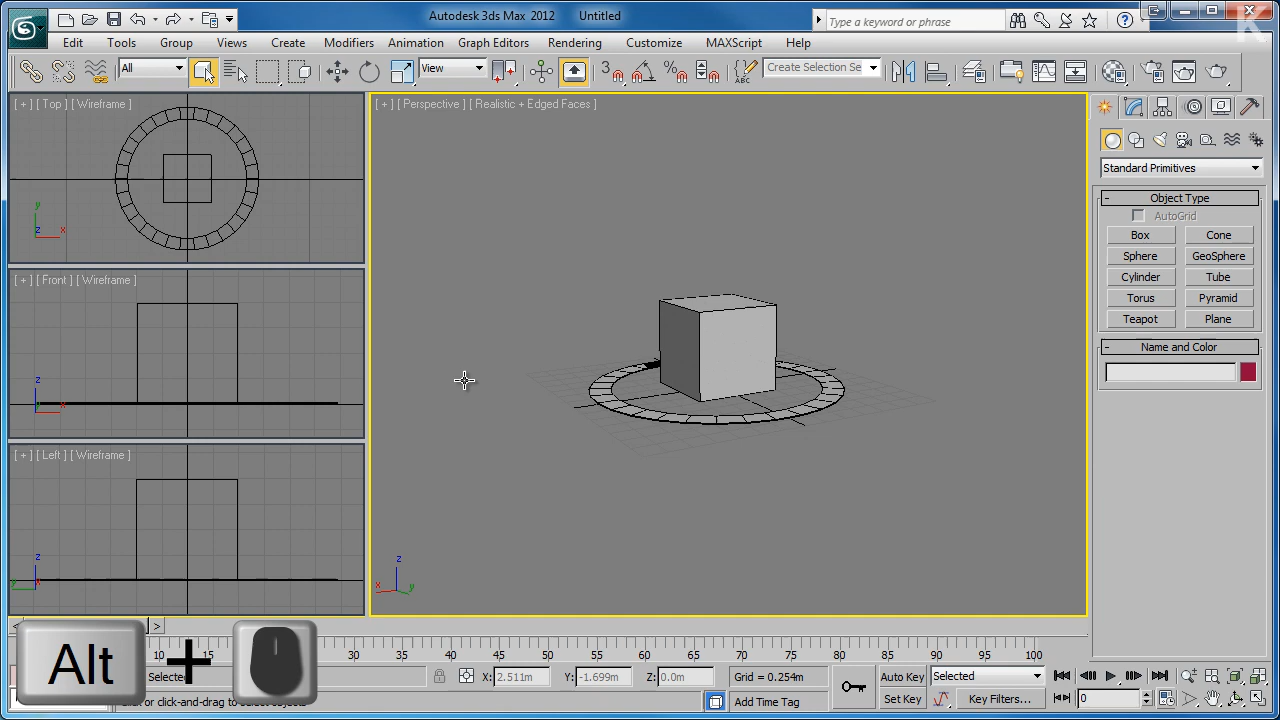 Autodesk 3ds Max 2012 Untitled
Type a keyword or phrase
K
Edit Tools Group Views Create Modifiers Animation Graph Editors Rendering Customize MAXScript Help
All
View
3
ABC
Create Selection Se
[ + ] [ Top ] [ Wireframe ]
y
z x
[ + ] [ Front ] [ Wireframe ]
z
x
[ + ] [ Left ] [ Wireframe ]
z
y
[ + ] [ Perspective ] [ Realistic + Edged Faces ]
z
x y
Standard Primitives
- Object Type
AutoGrid
Box Cone
Sphere GeoSphere
Cylinder Tube
Torus Pyramid
Teapot Plane
- Name and Color
< >
10 15 30 35 40 45 50 55 60 65 70 75 80 85 90 95 100
Alt +
Selected
X: 2.511m Y: -1.699m Z: 0.0m Grid = 0.254m
Auto Key Selected
or click-and-drag to select objects
Add Time Tag
Set Key Key Filters... 0